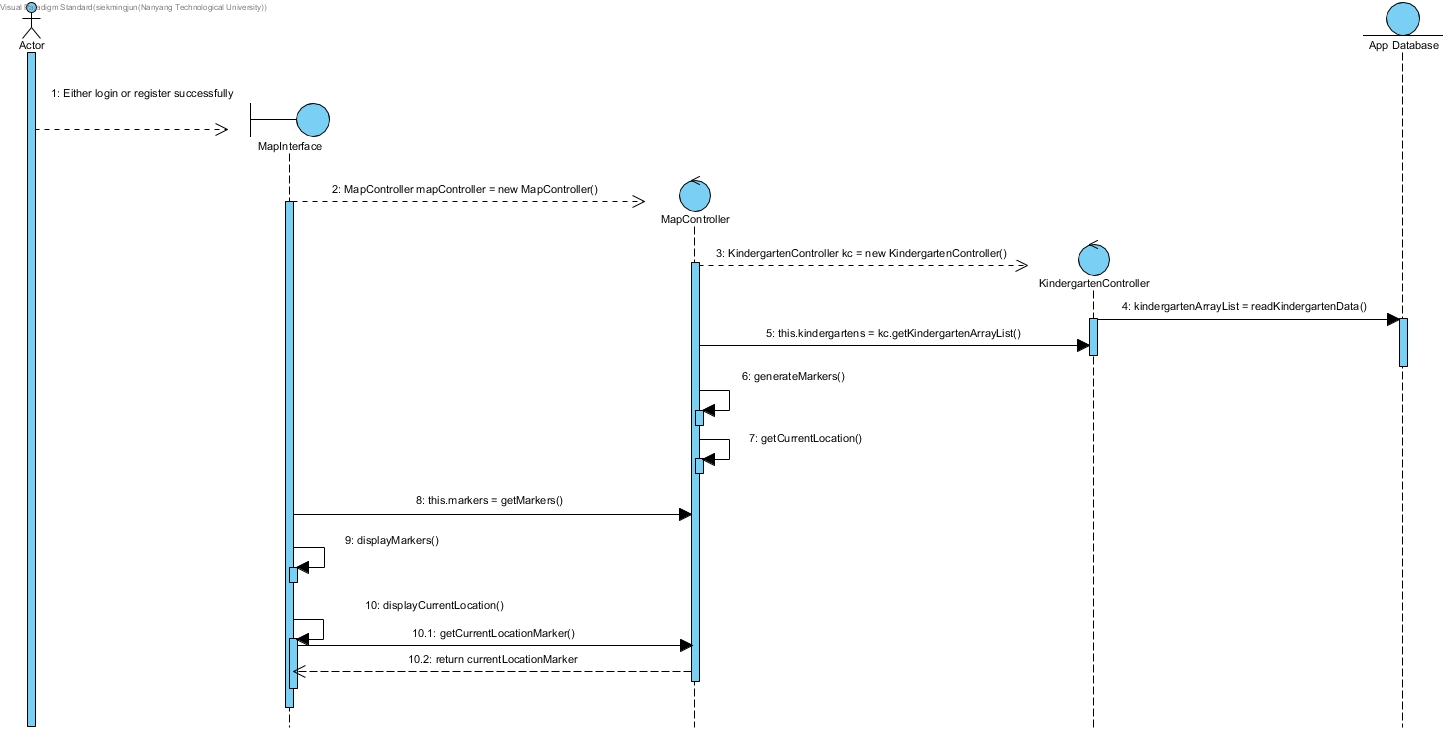 Visual Paradigm Standard(siekmingjun(Nanyang Technological University))
Actor
App Database
1: Either login or register successfully
MapInterface
2: MapController mapController = new MapController()
MapController
3: KindergartenController kc = new KindergartenController()
KindergartenController
4: kindergartenArrayList = readKindergartenData()
5: this.kindergartens = kc.getKindergartenArrayList()
6: generateMarkers()
7: getCurrentLocation()
8: this.markers = getMarkers()
9: displayMarkers()
10: displayCurrentLocation()
10.1: getCurrentLocationMarker()
10.2: return currentLocationMarker